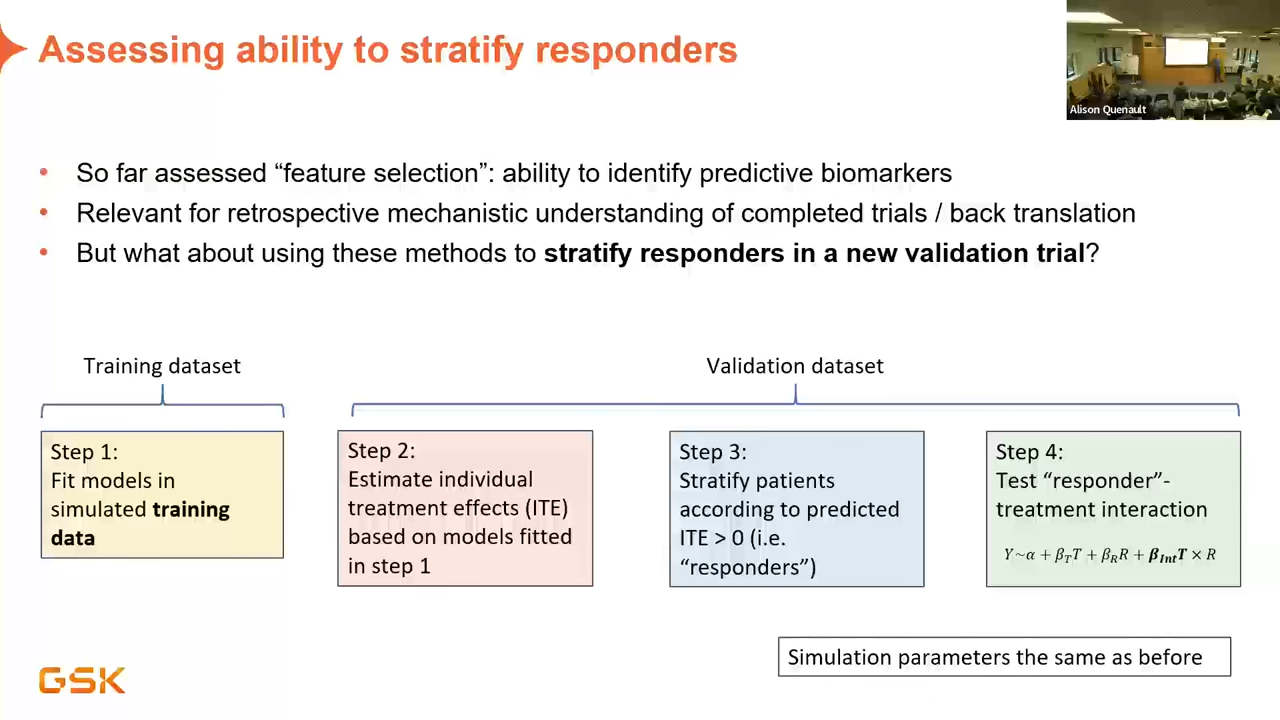 Assessing ability to stratify responders
Alison Quenault
• So far assessed “feature selection”: ability to identify predictive biomarkers
• Relevant for retrospective mechanistic understanding of completed trials / back translation
• But what about using these methods to stratify responders in a new validation trial?
Training dataset
Validation dataset
Step 1:
Fit models in
simulated training
data
Step 2:
Estimate individual
treatment effects (ITE)
based on models fitted
in step 1
Step 3:
Stratify patients
according to predicted
ITE > 0 (i.e.
“responders”)
Step 4:
Test “responder”-
treatment interaction
Y~α + β_T T + β_R R + β_Int T × R
Simulation parameters the same as before
GSK